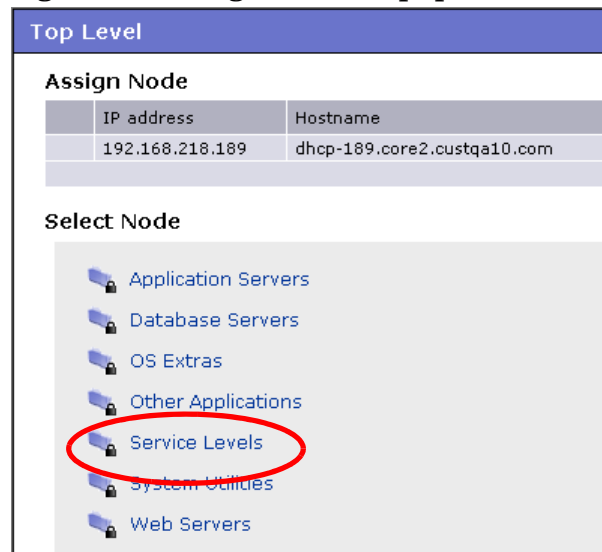 Top Level
Assign Node
IP address Hostname
192.168.218.189 dhcp-189.core2.custqa10.com
Select Node
Application Servers
Database Servers
OS Extras
Other Applications
Service Levels
System Utilities
Web Servers